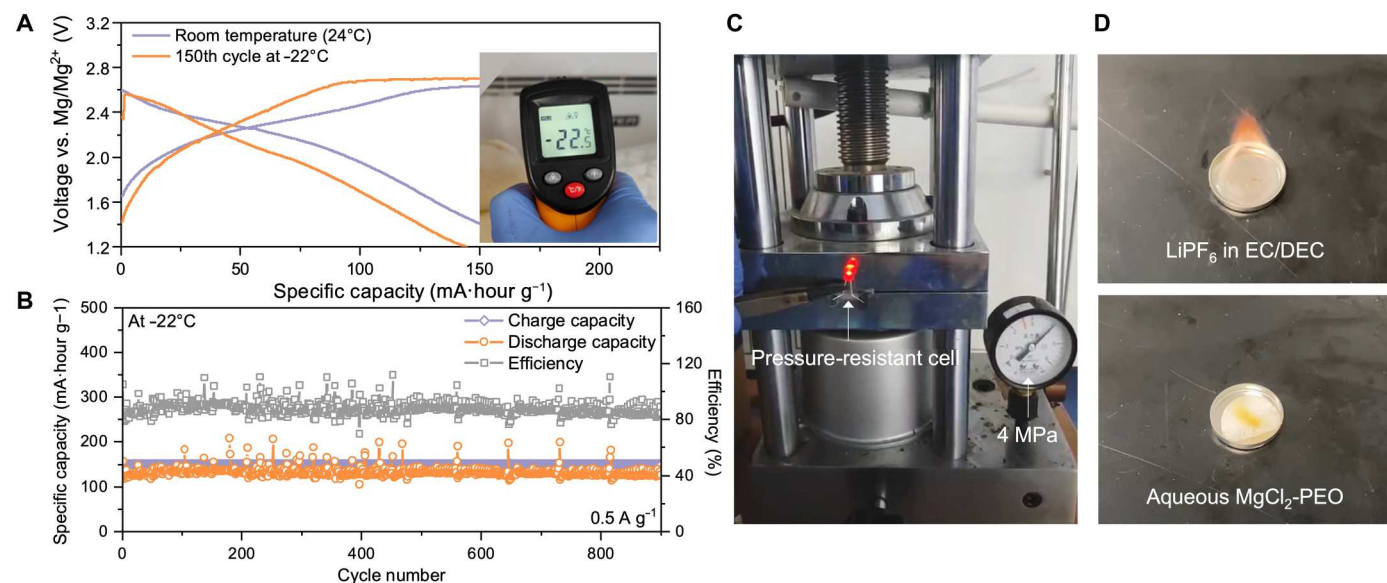 A
Voltage vs. Mg/Mg²⁺ (V)
3.2
2.8
2.4
2.0
1.6
1.2
Room temperature (24°C)
150th cycle at –22°C
-22.5
0
50
100
150
200
Specific capacity (mA·hour g⁻¹)
B
Specific capacity (mA·hour g⁻¹)
500
400
300
200
100
0
At –22°C
Charge capacity
Discharge capacity
Efficiency
0.5 A g⁻¹
160
120
80
40
0
Efficiency (%)
0
200
400
600
800
Cycle number
C
Pressure-resistant cell
4 MPa
D
LiPF₆ in EC/DEC
Aqueous MgCl₂-PEO